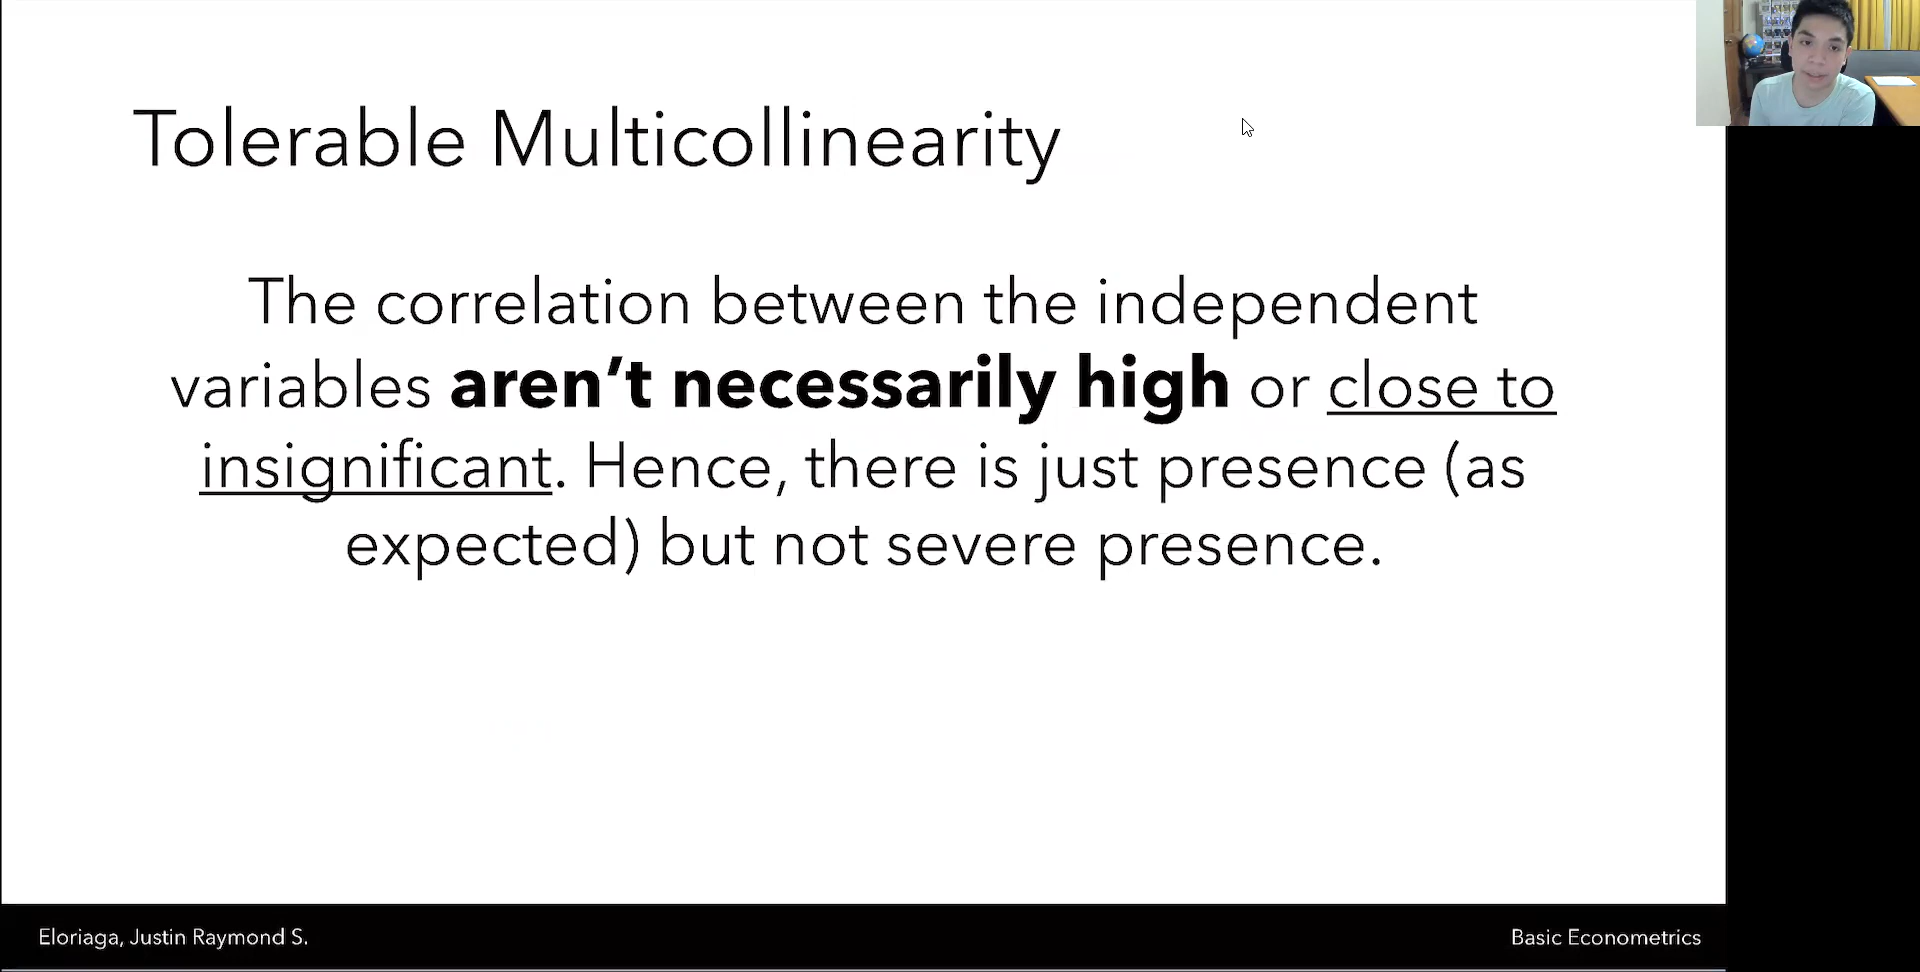 Tolerable Multicollinearity
The correlation between the independent
variables aren’t necessarily high or close to
insignificant. Hence, there is just presence (as
expected) but not severe presence.
Eloriaga, Justin Raymond S.
Basic Econometrics